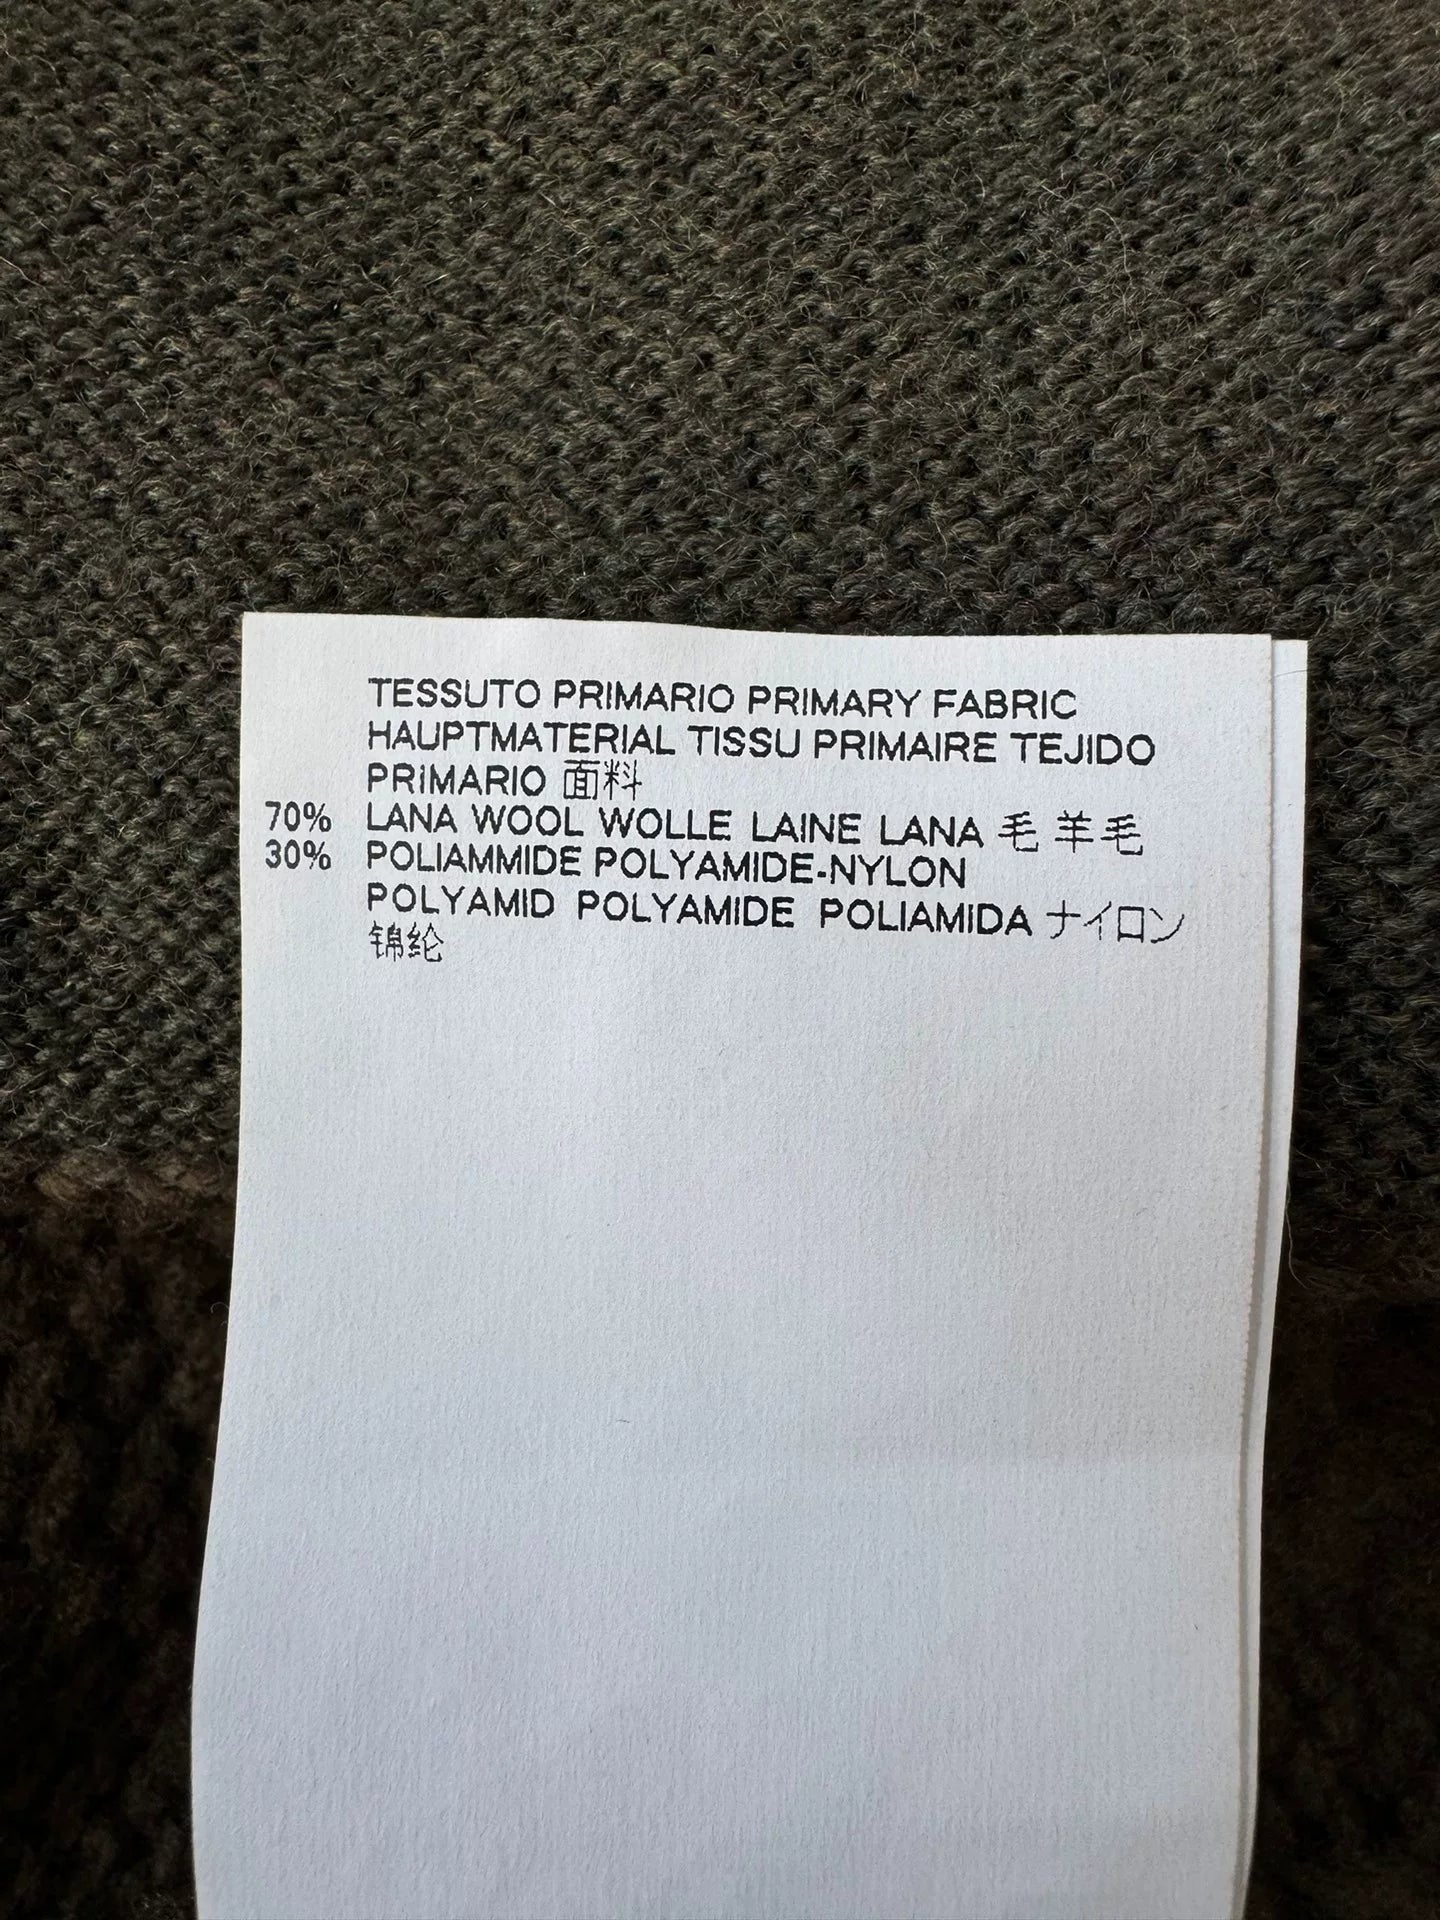 TESSUTO PRIMARIO PRIMARY FABRIC
HAUPTMATERIAL TISSU PRIMAIRE TEJIDO
PRIMARIO 面料
70% LANA WOOL WOLLE LAINE LANA 毛 羊毛
30% POLIAMMIDE POLYAMIDE-NYLON
POLYAMID POLYAMIDE POLIAMIDA ナイロン
锦纶